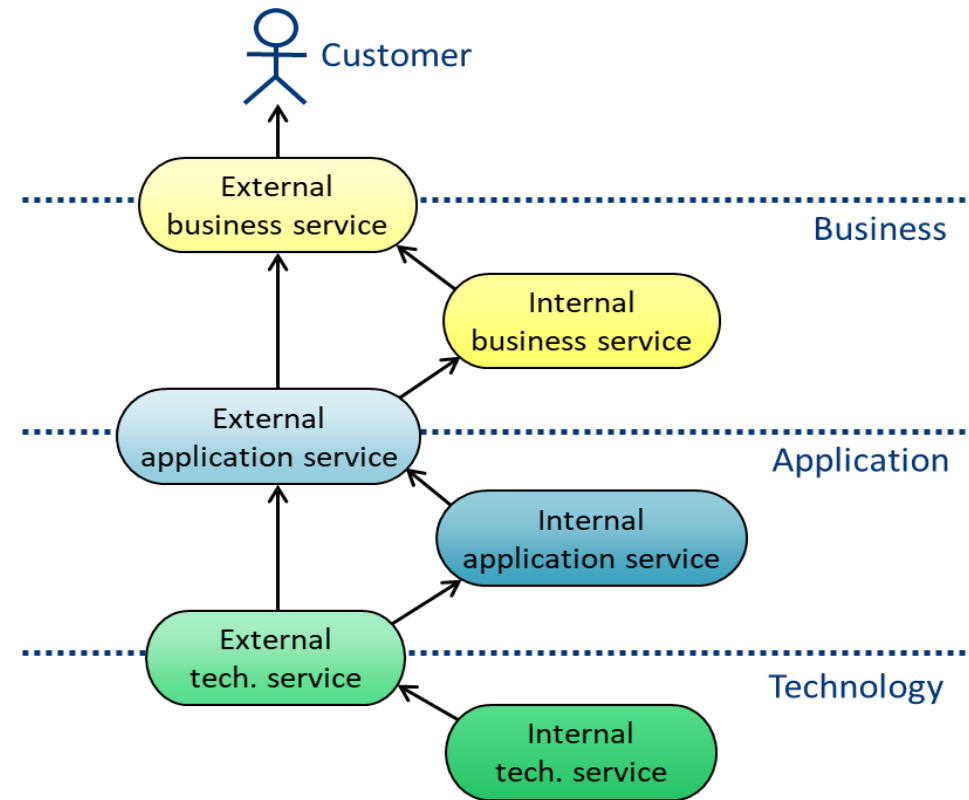 Customer
External
business service
Business
Internal
business service
External
application service
Application
Internal
application service
External
tech. service
Technology
Internal
tech. service